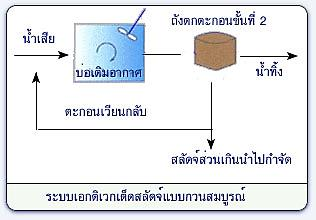 ถังตกตะกอนขั้นที่ 2
น้ำเสีย
บ่อเติมอากาศ
น้ำทิ้ง
ตะกอนเวียนกลับ
สลัดจ์ส่วนเกินนำไปกำจัด
ระบบเอกติเวกเต็ดสลัดจ์แบบกวนสมบูรณ์